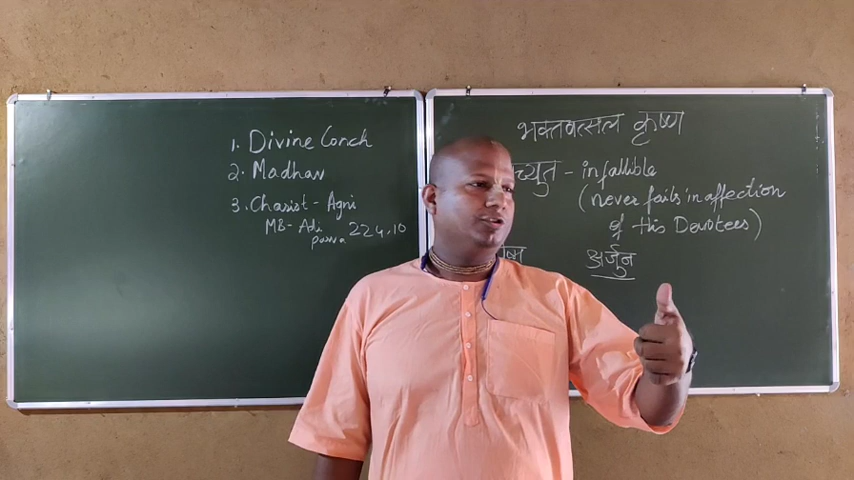 1. Divine Conch
2. Madhav
3. Chariot - Agni
MB - Adi
parva 224.10
भक्तवत्सल कृष्ण
च्युत - infallible
(never fails in affection
of His Devotees)
अर्जुन